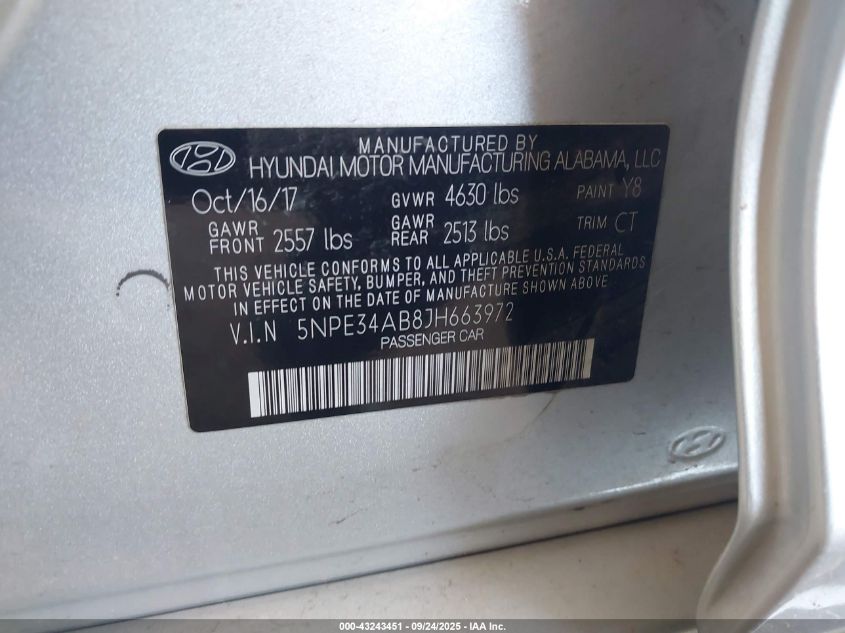 MANUFACTURED BY
HYUNDAI MOTOR MANUFACTURING ALABAMA, LLC
Oct/16/17 GVWR 4630 lbs PAINT Y8
GAWR FRONT 2557 lbs GAWR REAR 2513 lbs TRIM CT
THIS VEHICLE CONFORMS TO ALL APPLICABLE U.S.A. FEDERAL
MOTOR VEHICLE SAFETY, BUMPER, AND THEFT PREVENTION STANDARDS
IN EFFECT ON THE DATE OF MANUFACTURE SHOWN ABOVE
V.I.N 5NPE34AB8JH663972
PASSENGER CAR
000-43243451 - 09/24/2025 - IAA Inc.